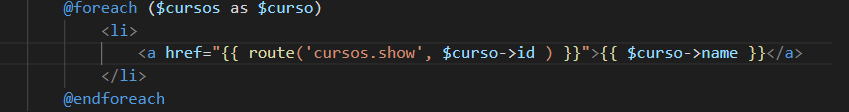 @foreach ($cursos as $curso)
<li>
<a href="{{ route('cursos.show', $curso->id ) }}">{{ $curso->name }}</a>
</li>
@endforeach